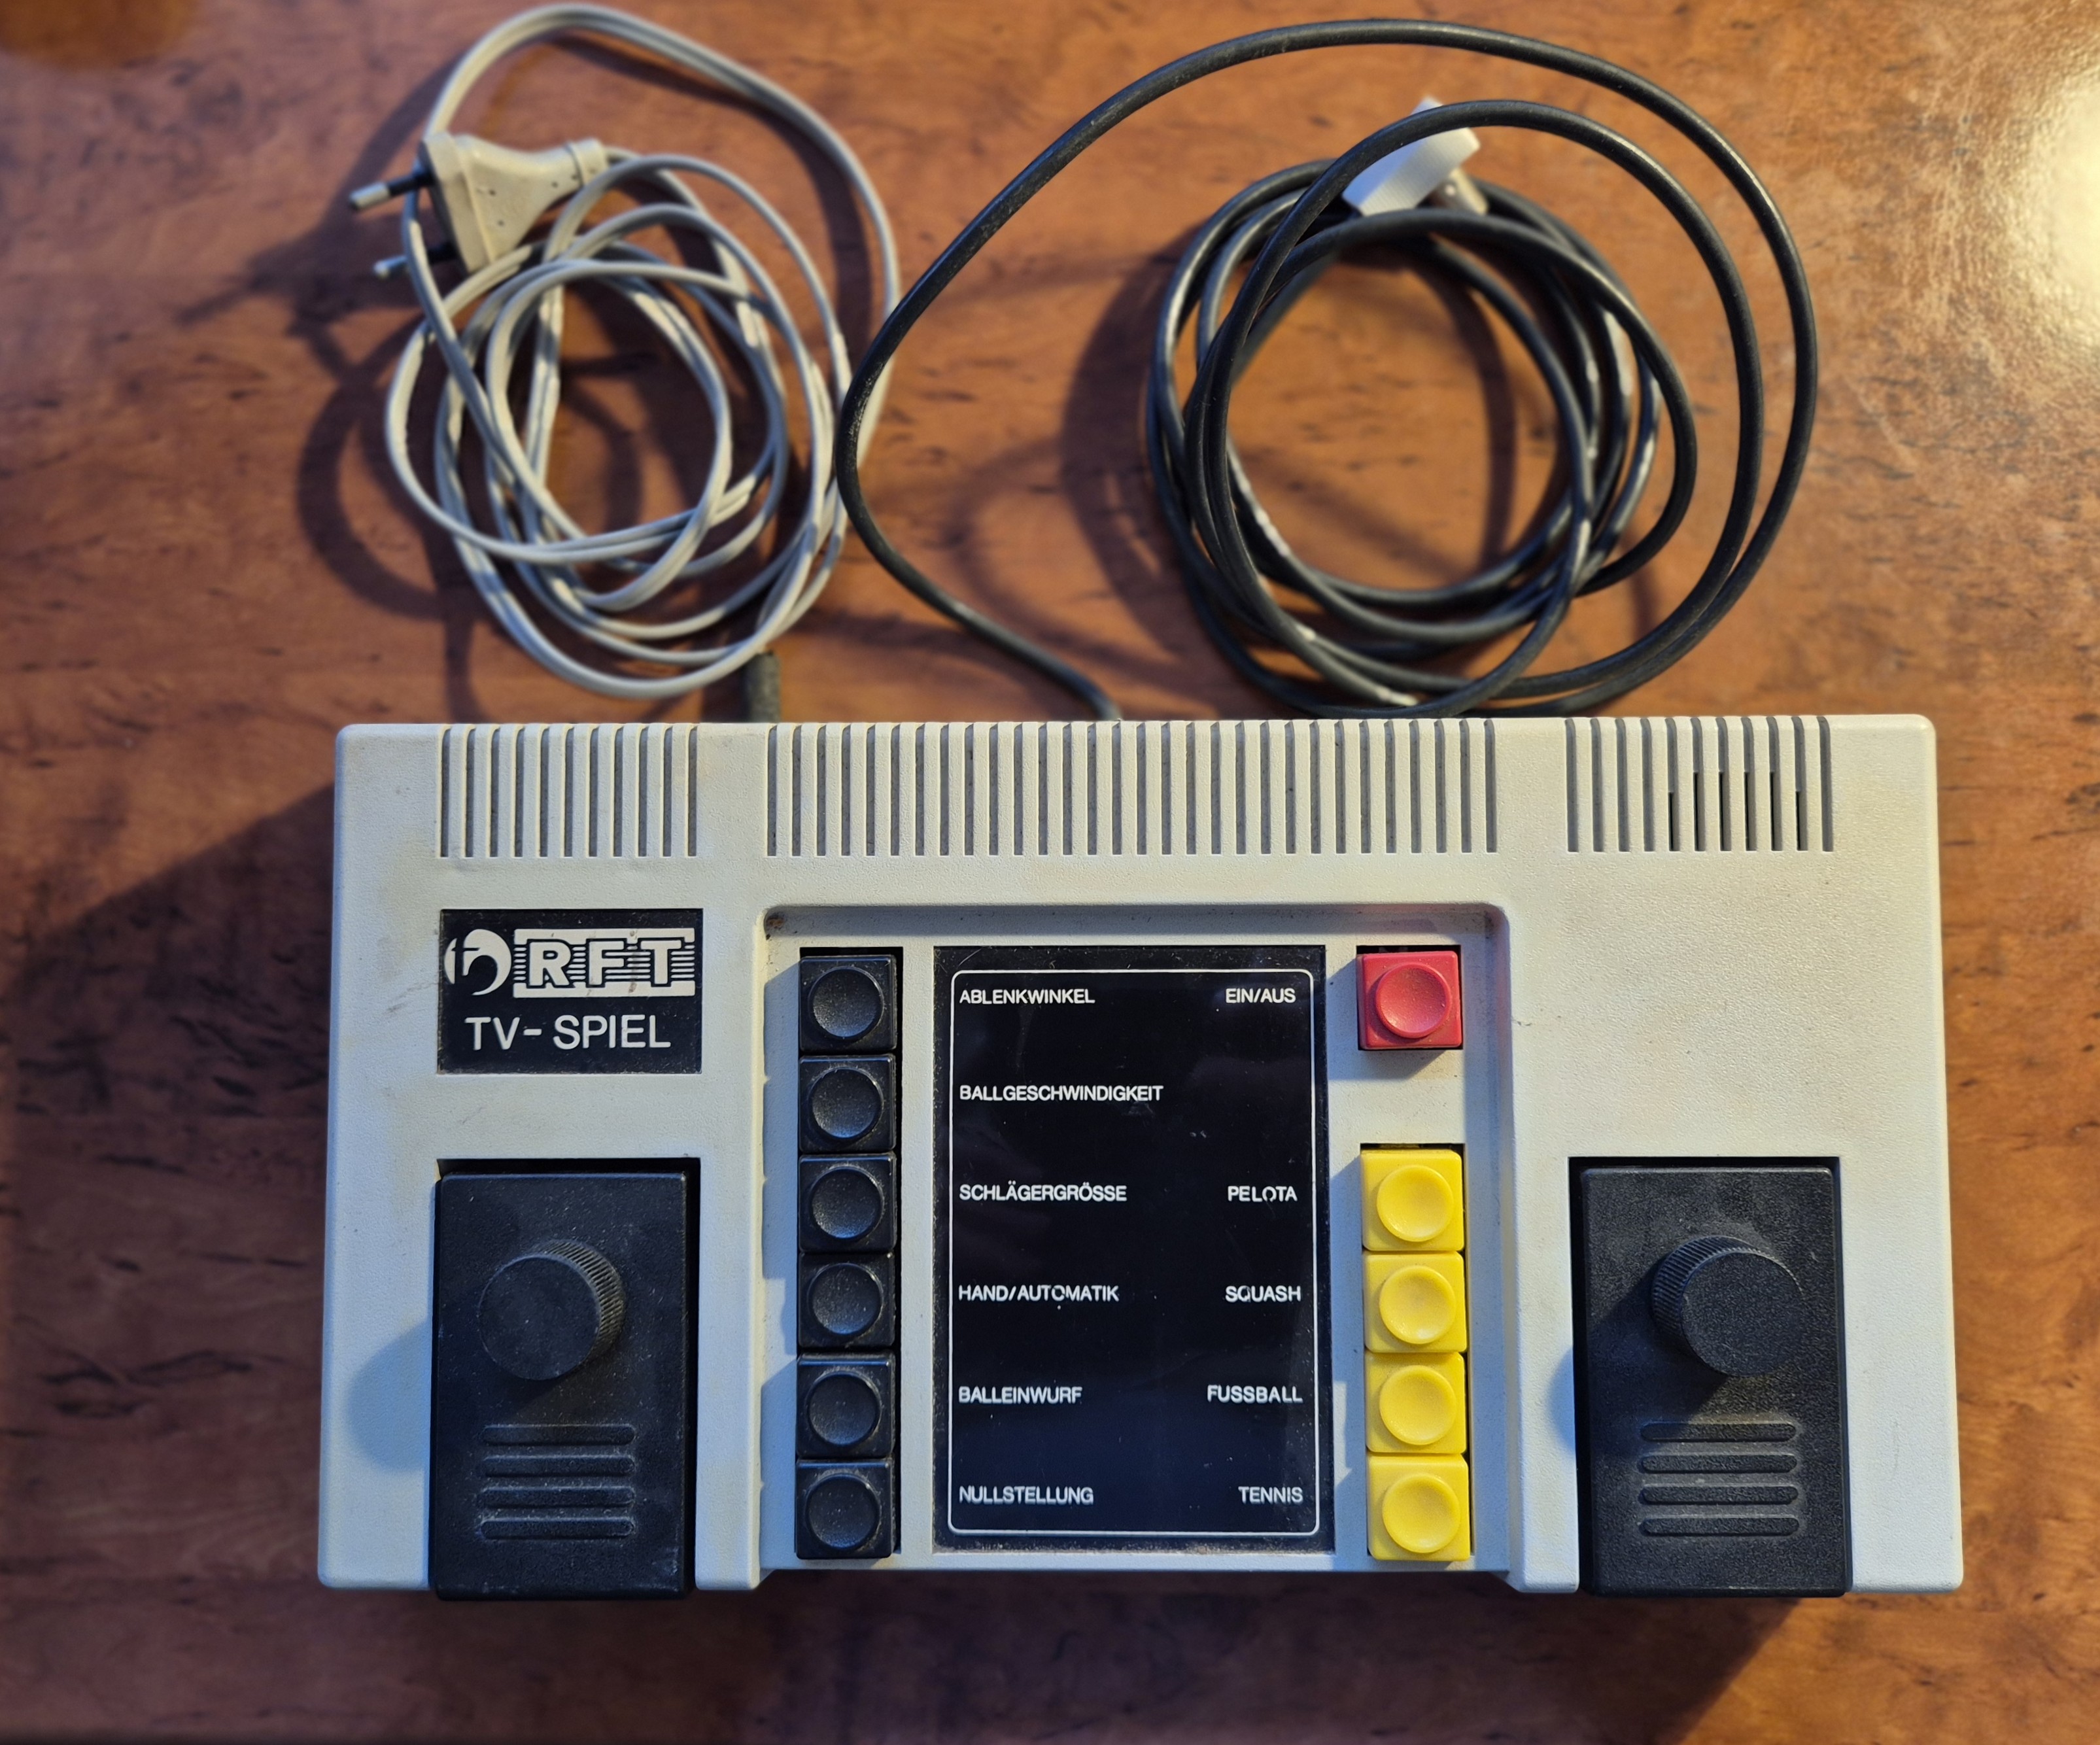 RFT
TV-SPIEL
ABLENKWINKEL EIN/AUS
BALLGESCHWINDIGKEIT
SCHLÄGERGRÖSSE PELOTA
HAND/AUTOMATIK SQUASH
BALLEINWURF FUSSBALL
NULLSTELLUNG TENNIS